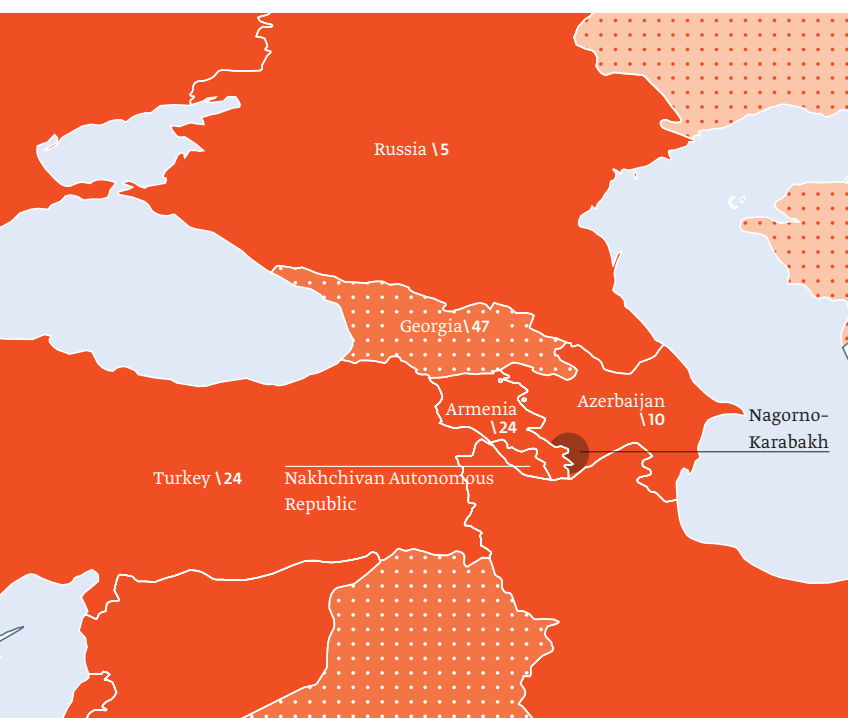 Russia \5
Georgia\47
Armenia
\24
Azerbaijan
\10
Nagorno-
Karabakh
Turkey \24
Nakhchivan Autonomous
Republic